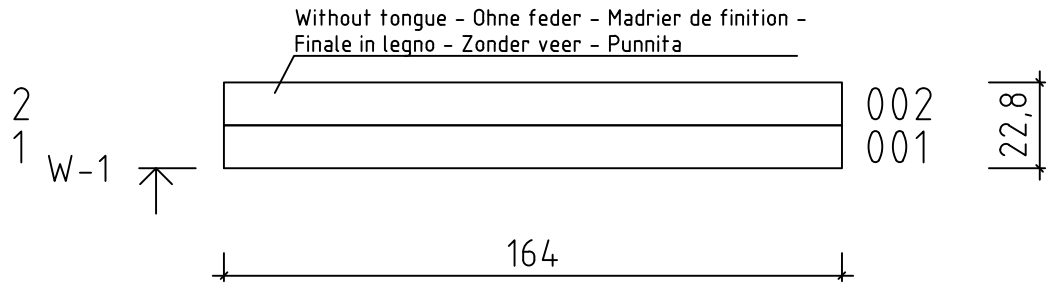 Without tongue - Ohne feder - Madrier de finition -
Finale in legno - Zonder veer - Punnita
2
002
1
001
W-1
22,8
164